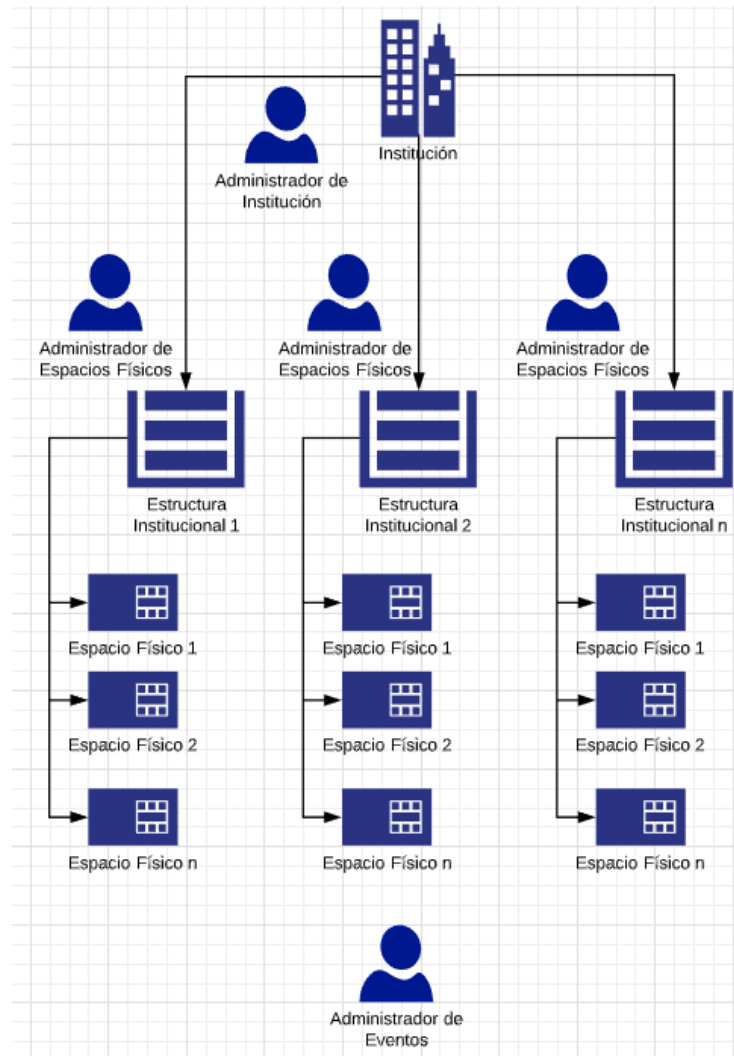 Institución
Administrador de
Institución
Administrador de
Espacios Físicos
Administrador de
Espacios Físicos
Administrador de
Espacios Físicos
Estructura
Institucional 1
Estructura
Institucional 2
Estructura
Institucional n
Espacio Físico 1
Espacio Físico 1
Espacio Físico 1
Espacio Físico 2
Espacio Físico 2
Espacio Físico 2
Espacio Físico n
Espacio Físico n
Espacio Físico n
Administrador de
Eventos